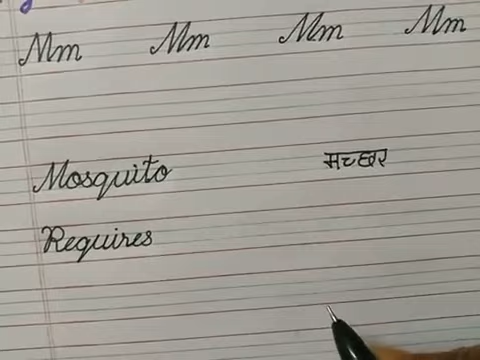 Mm Mm Mm Mm
Mosquito मच्छर
Requires